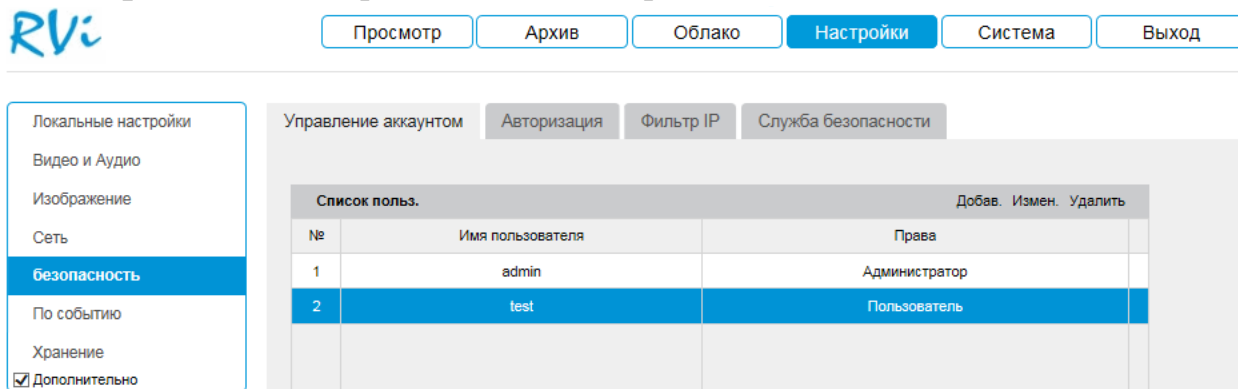 RVi
Просмотр Архив Облако Настройки Система Выход
Локальные настройки
Видео и Аудио
Изображение
Сеть
безопасность
По событию
Хранение
Дополнительно
Управление аккаунтом Авторизация Фильтр IP Служба безопасности
Список польз. Добав. Измен. Удалить
№ Имя пользователя Права
1 admin Администратор
2 test Пользователь